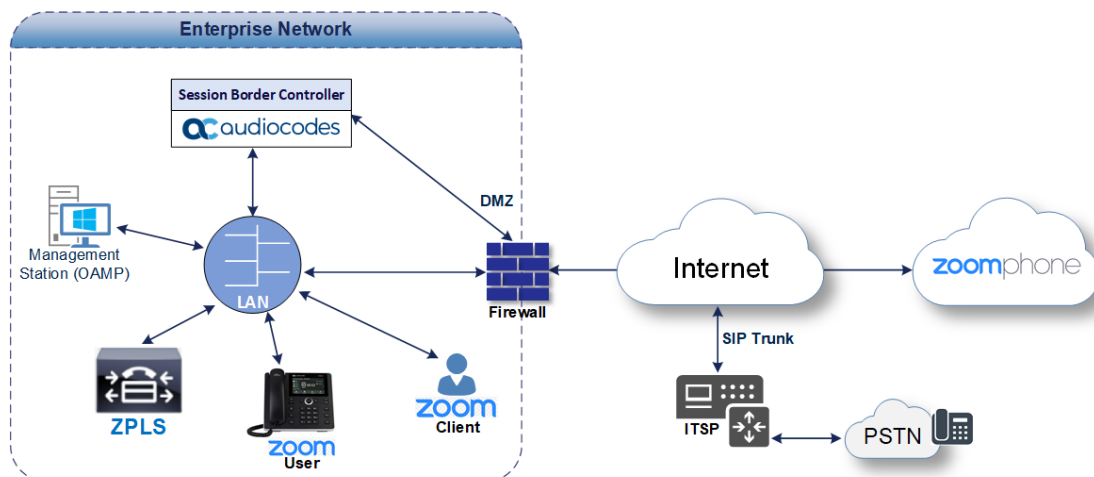 Enterprise Network
Session Border Controller
audiocodes
DMZ
Management
Station (OAMP)
LAN
Firewall
Internet
zoomphone
SIP Trunk
ZPLS
zoom
User
zoom
Client
ITSP
PSTN